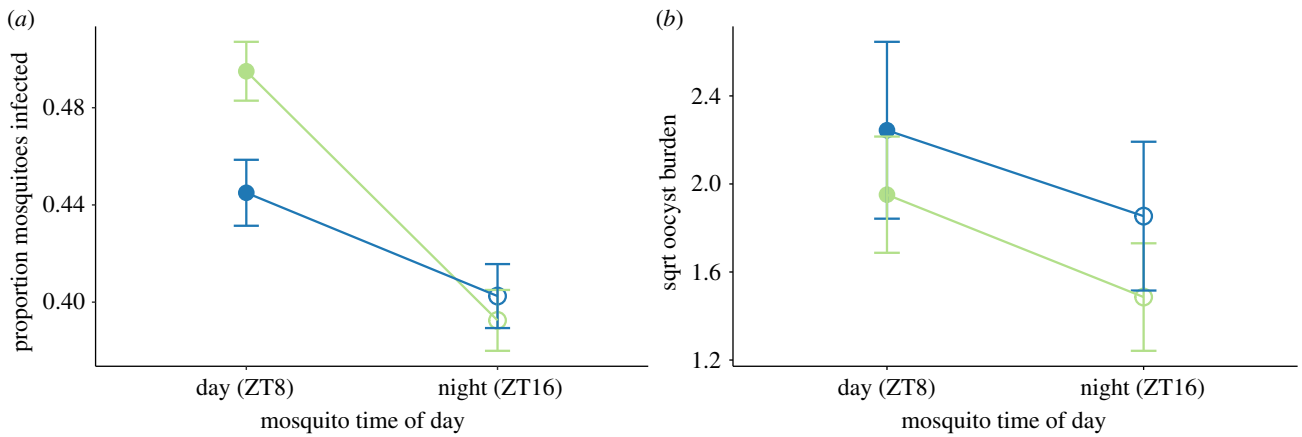 (a)
proportion mosquitoes infected
0.48
0.44
0.40
day (ZT8)
night (ZT16)
mosquito time of day
(b)
sqrt oocyst burden
2.4
2.0
1.6
1.2
day (ZT8)
night (ZT16)
mosquito time of day